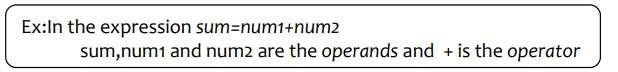 Ex:In the expression sum=num1+num2
sum,num1 and num2 are the operands and + is the operator